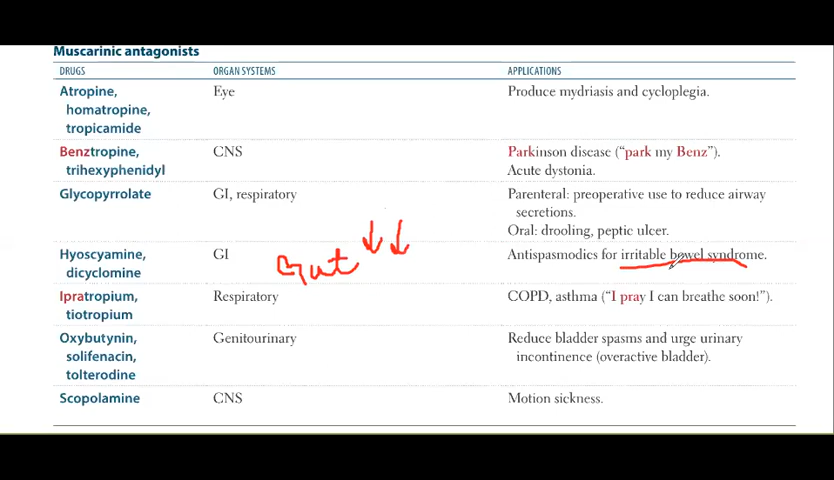 Muscarinic antagonists
DRUGS ORGAN SYSTEMS APPLICATIONS
Atropine, Eye Produce mydriasis and cycloplegia.
homatropine,
tropicamide
Benztropine, CNS Parkinson disease (“park my Benz”).
trihexyphenidyl Acute dystonia.
Glycopyrrolate GI, respiratory Parenteral: preoperative use to reduce airway
secretions.
Oral: drooling, peptic ulcer.
Hyoscyamine, GI Antispasmodics for irritable bowel syndrome.
dicyclomine
Gut ↓↓
Ipratropium, Respiratory COPD, asthma (“I pray I can breathe soon!”).
tiotropium
Oxybutynin, Genitourinary Reduce bladder spasms and urge urinary
solifenacin, incontinence (overactive bladder).
tolterodine
Scopolamine CNS Motion sickness.